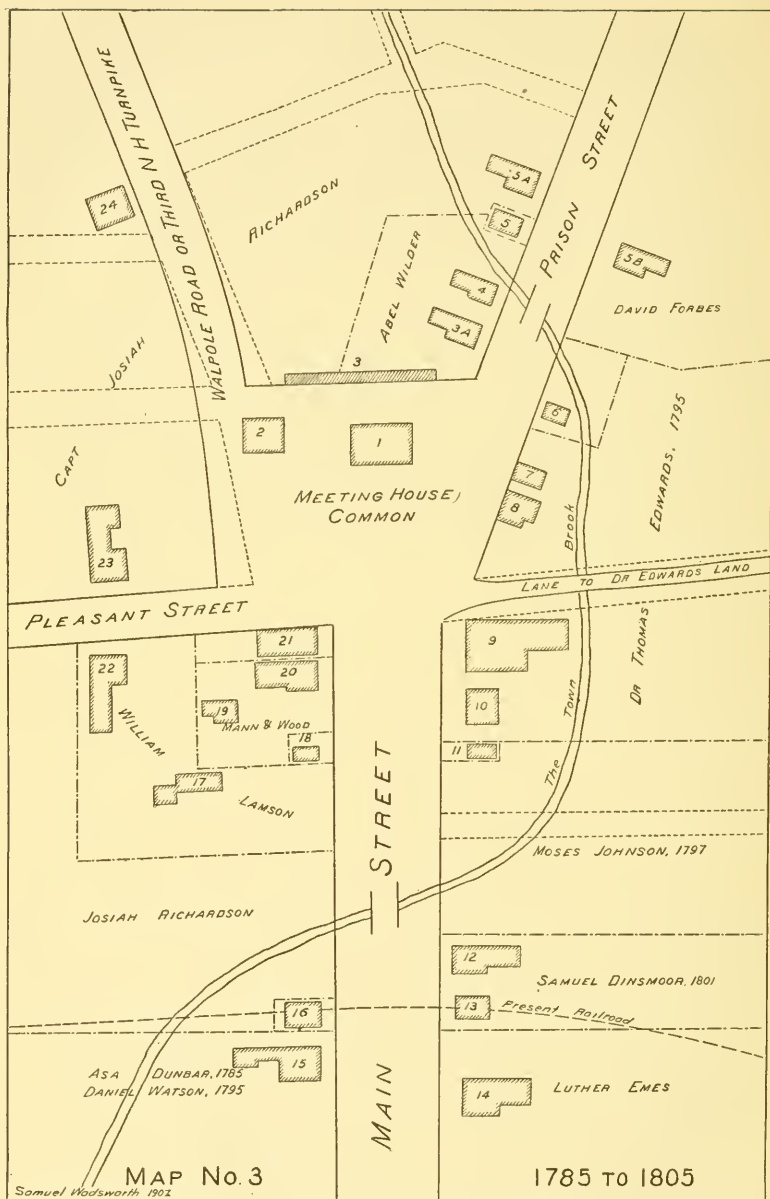 WALPOLE ROAD OR THIRD N H TURNPIKE
PRISON STREET
24
RICHARDSON
5A
5
5B
DAVID FORBES
ABEL WILDER
4
3A
3
JOSIAH
CAPT
2
1
6
EDWARDS, 1795
7
8
MEETING HOUSE,
COMMON
23
Brook
LANE TO DR EDWARDS LAND
PLEASANT STREET
21
22
20
9
DR THOMAS
19
10
WILLIAM
MANN & WOOD
18
11
Town
17
LAMSON
The
MAIN STREET
MOSES JOHNSON, 1797
JOSIAH RICHARDSON
12
SAMUEL DINSMOOR, 1801
16
13
Present Railroad
ASA DUNBAR, 1785
DANIEL WATSON, 1795
15
14
LUTHER EMES
MAP NO. 3
1785 TO 1805
Samuel Wadsworth 1901